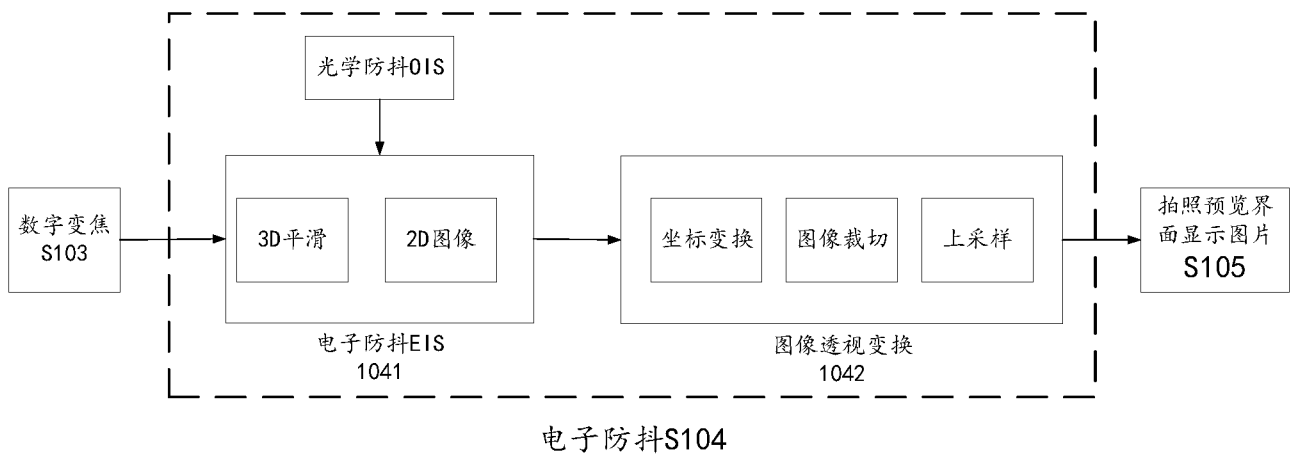 光学防抖OIS
数字变焦
S103
3D平滑
2D图像
坐标变换
图像裁切
上采样
拍照预览界
面显示图片
S105
电子防抖EIS
1041
图像透视变换
1042
电子防抖S104